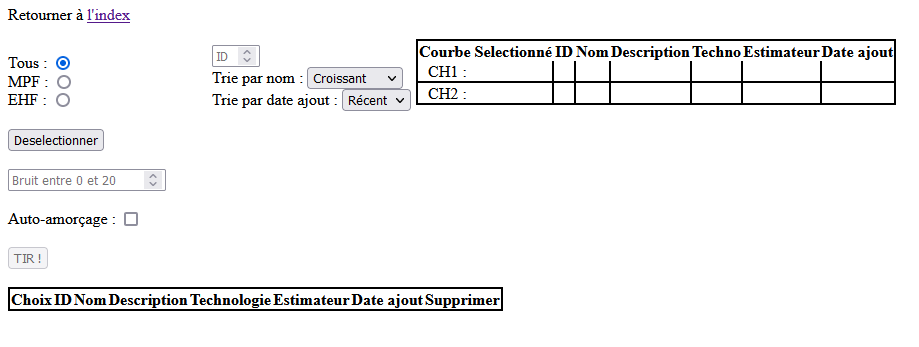 Retourner à l'index
Tous :
MPF :
EHF :
ID
Trie par nom : Croissant
Trie par date ajout : Récent
Courbe Selectionné ID Nom Description Techno Estimateur Date ajout
CH1 :
CH2 :
Deselectionner
Bruit entre 0 et 20
Auto-amorçage :
TIR !
Choix ID Nom Description Technologie Estimateur Date ajout Supprimer